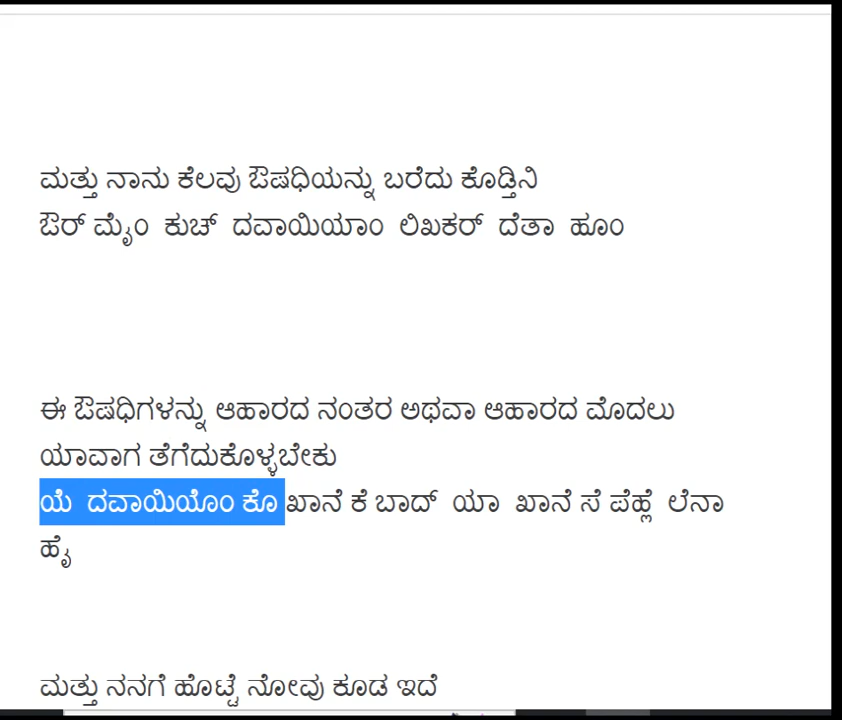 ಮತ್ತು ನಾನು ಕೆಲವು ಔಷಧಿಯನ್ನು ಬರೆದು ಕೊಡ್ತಿನಿ
ಔರ್ ಮೈಂ ಕುಚ್ ದವಾಯಿಯಾಂ ಲಿಖಕರ್ ದೆತಾ ಹೂಂ
ಈ ಔಷಧಿಗಳನ್ನು ಆಹಾರದ ನಂತರ ಅಥವಾ ಆಹಾರದ ಮೊದಲು
ಯಾವಾಗ ತೆಗೆದುಕೊಳ್ಳಬೇಕು
ಯೆ ದವಾಯಿಯೊಂ ಕೊ ಖಾನೆ ಕೆ ಬಾದ್ ಯಾ ಖಾನೆ ಸೆ ಪೆಹ್ಲೆ ಲೆನಾ
ಹೈ
ಮತ್ತು ನನಗೆ ಹೊಟ್ಟೆ ನೋವು ಕೂಡ ಇದೆ